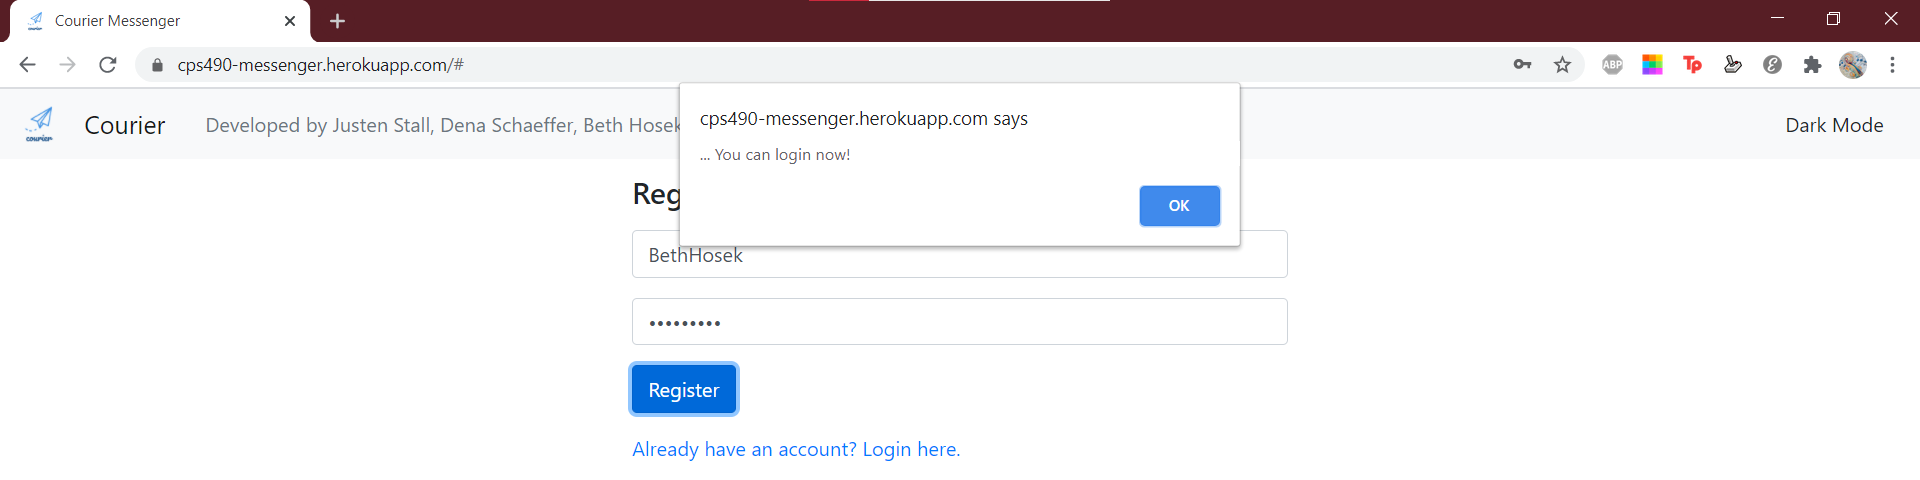 Courier Messenger
cps490-messenger.herokuapp.com/#
ABP
Tp
courier
Courier
Developed by Justen Stall, Dena Schaeffer, Beth Hosek
Dark Mode
cps490-messenger.herokuapp.com says
... You can login now!
OK
Reg
BethHosek
•••••••••
Register
Already have an account? Login here.